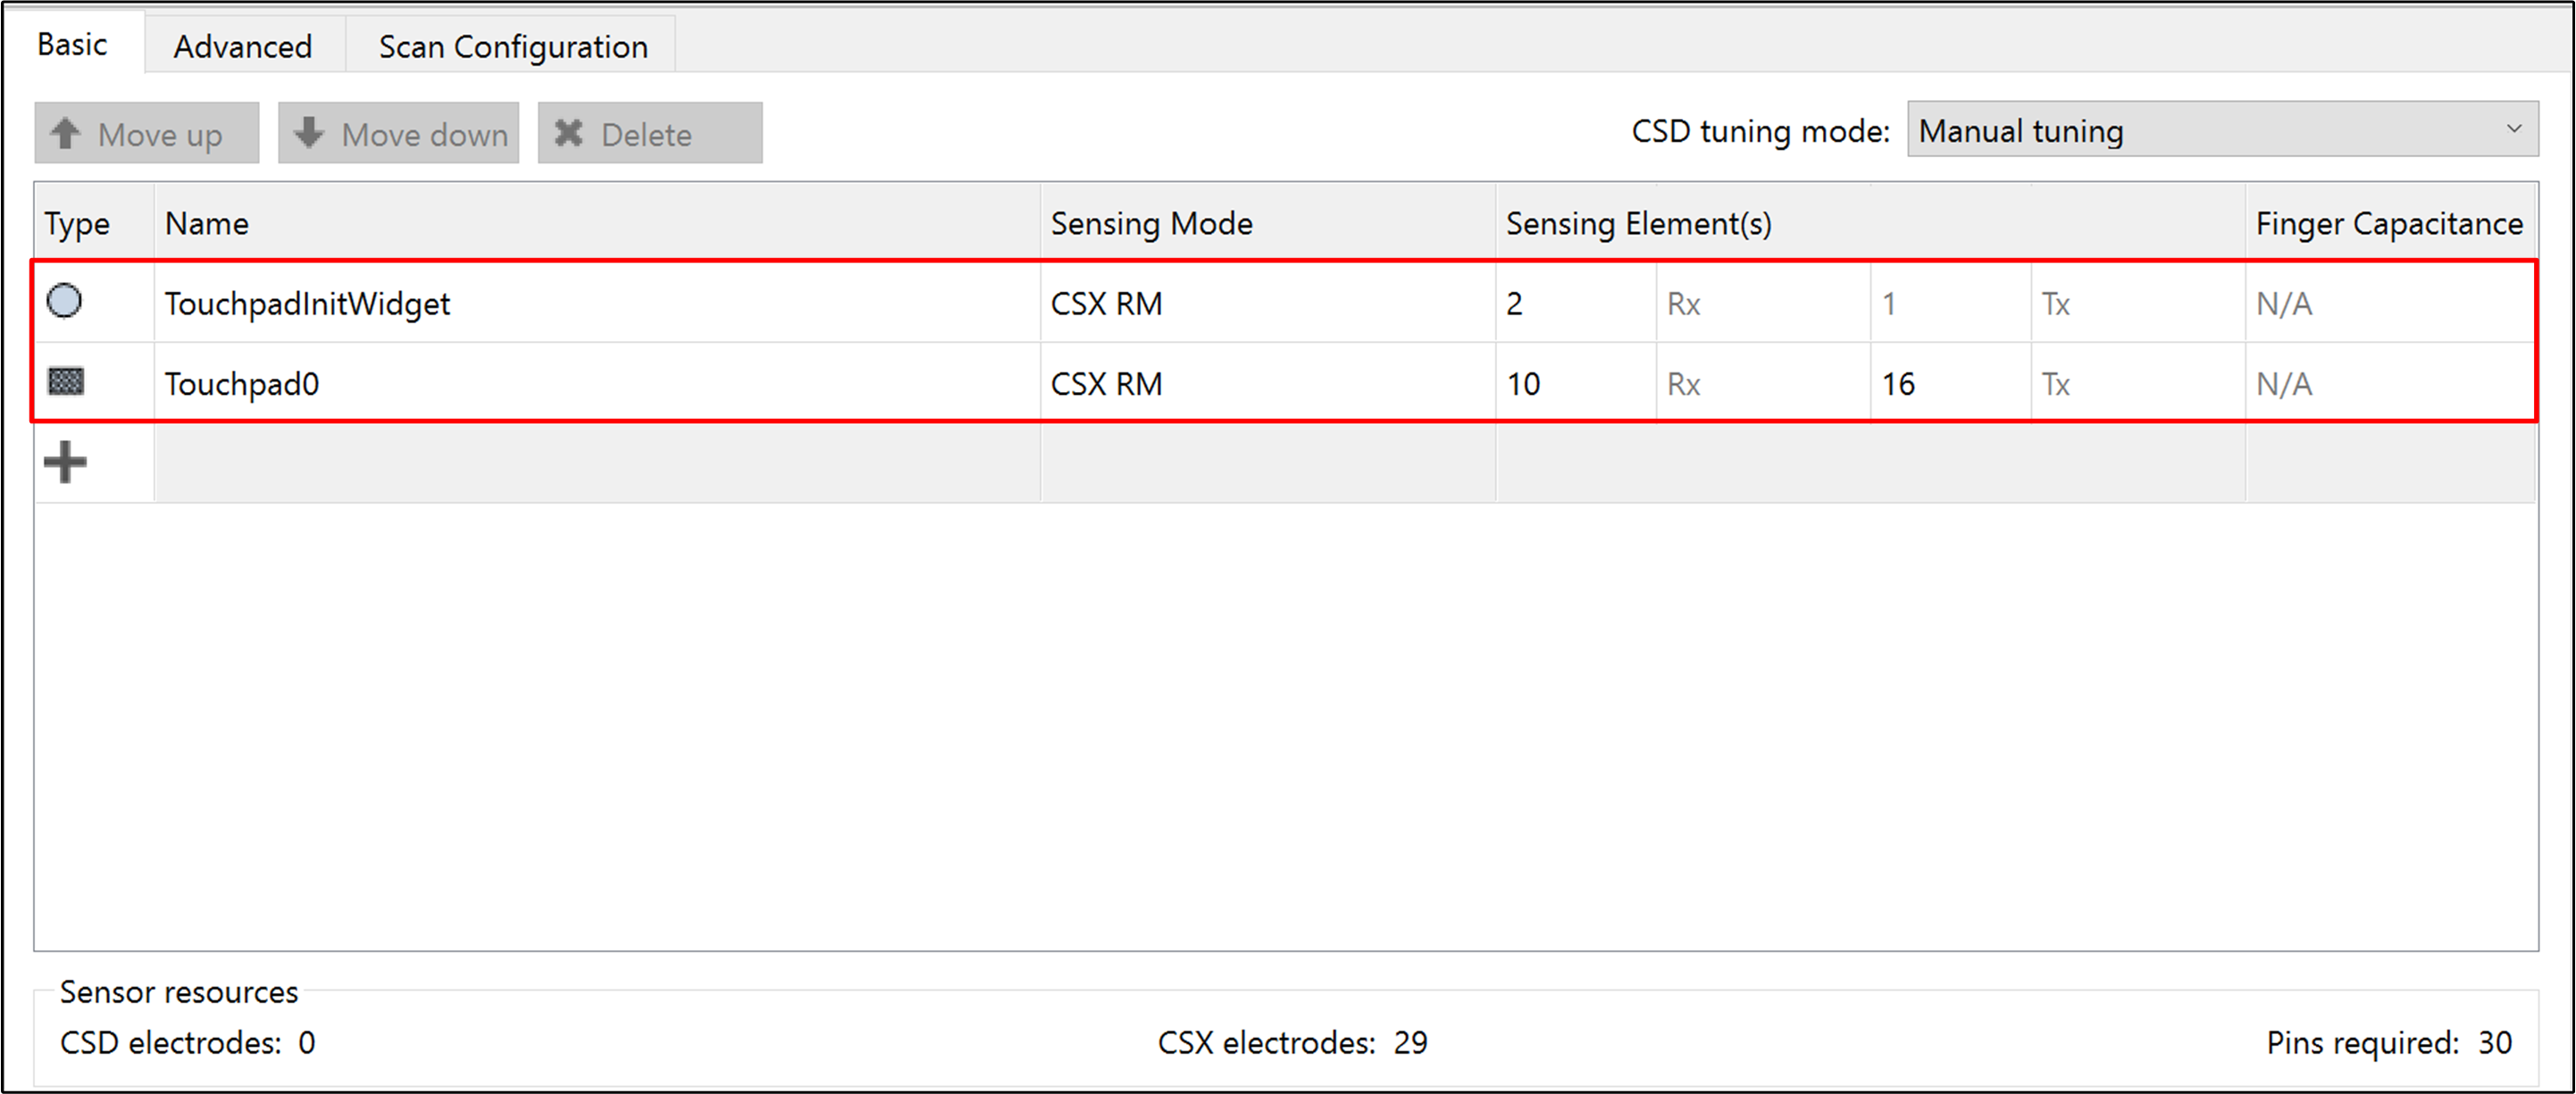 Basic Advanced Scan Configuration
Move up Move down Delete CSD tuning mode: Manual tuning
Type Name Sensing Mode Sensing Element(s) Finger Capacitance
TouchpadInitWidget CSX RM 2 Rx 1 Tx N/A
Touchpad0 CSX RM 10 Rx 16 Tx N/A
Sensor resources
CSD electrodes: 0 CSX electrodes: 29 Pins required: 30